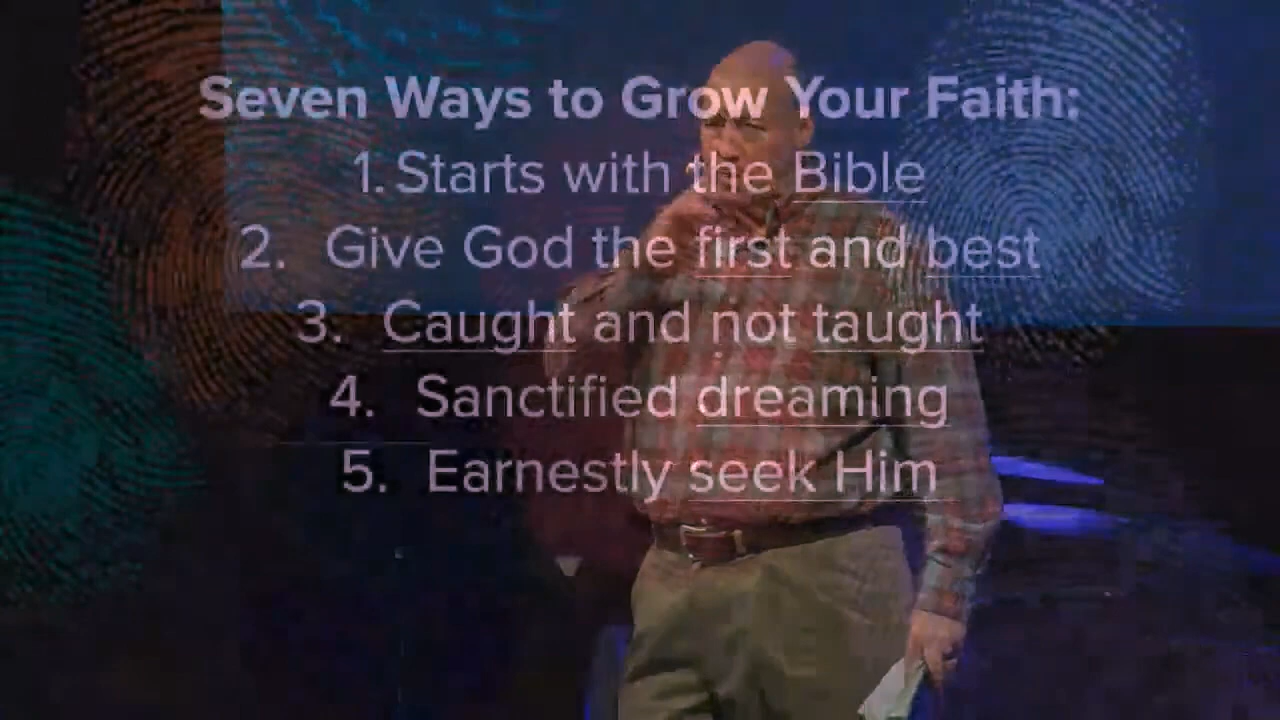 Seven Ways to Grow Your Faith:
1. Starts with the Bible
2. Give God the first and best
3. Caught and not taught
4. Sanctified dreaming
5. Earnestly seek Him